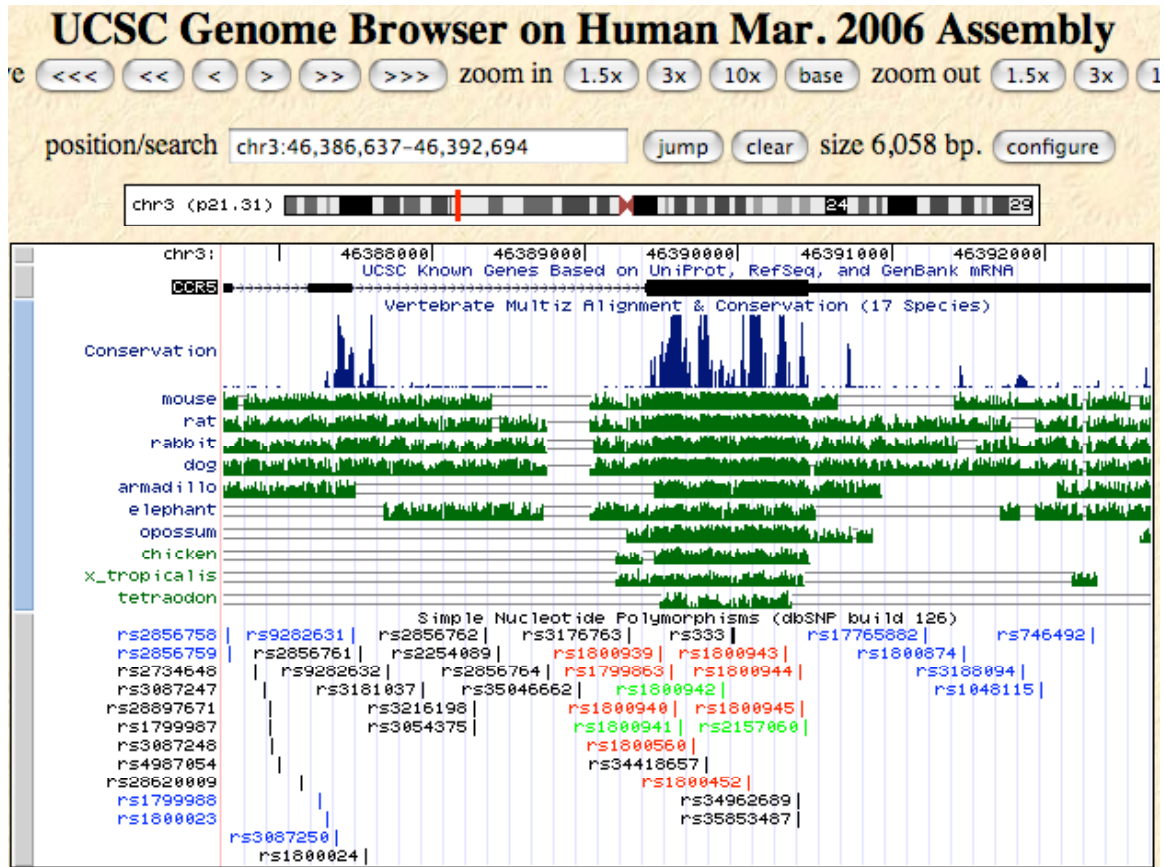 UCSC Genome Browser on Human Mar. 2006 Assembly
<<< << < > >> >>> zoom in 1.5x 3x 10x base zoom out 1.5x 3x
position/search chr3:46,386,637-46,392,694 jump clear size 6,058 bp. configure
chr3 (p21.31) 24 29
chr3: 46388000 46389000 46390000 46391000 46392000
UCSC Known Genes Based on UniProt, RefSeq, and GenBank mRNA
CCR5
Vertebrate Multiz Alignment & Conservation (17 Species)
Conservation
mouse
rat
rabbit
dog
armadillo
elephant
opossum
chicken
x_tropicalis
tetraodon
Simple Nucleotide Polymorphisms (dbSNP build 126)
rs2856758 rs9282631 rs2856762 rs3176763 rs333 rs17765882 rs746492
rs2856759 rs2856761 rs2254089 rs1800939 rs1800943 rs1800874
rs2734648 rs9282632 rs2856764 rs1799863 rs1800944 rs3188094
rs3087247 rs3181037 rs35046662 rs1800942 rs1048115
rs28897671 rs3216198 rs1800940 rs1800945
rs1799987 rs3054375 rs1800941 rs2157060
rs3087248 rs1800560
rs4987054 rs34418657
rs28620009 rs1800452
rs1799988 rs34962689
rs1800023 rs35853487
rs3087250
rs1800024